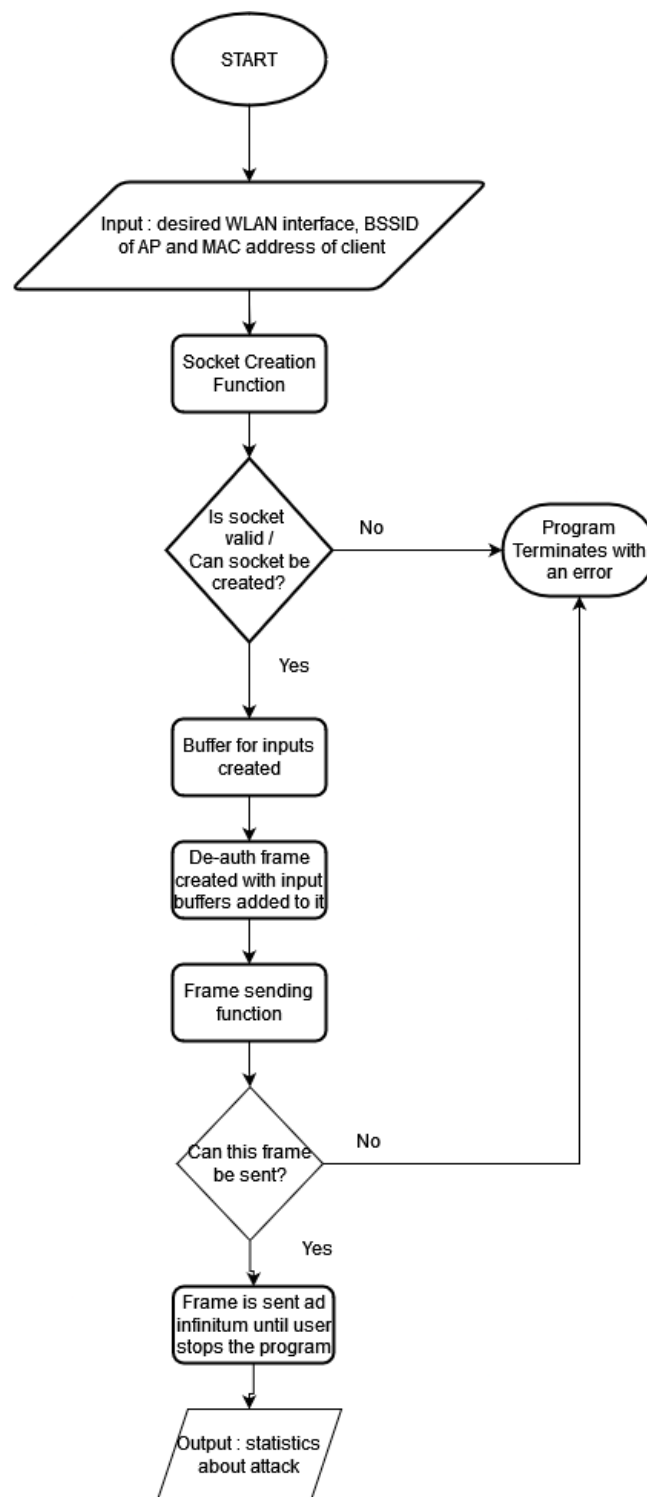 START
Input : desired WLAN interface, BSSID
of AP and MAC address of client
Socket Creation
Function
Is socket
valid /
Can socket be
created?
No
Program
Terminates with
an error
Yes
Buffer for inputs
created
De-auth frame
created with input
buffers added to it
Frame sending
function
Can this frame
be sent?
No
Yes
Frame is sent ad
infinitum until user
stops the program
Output : statistics
about attack